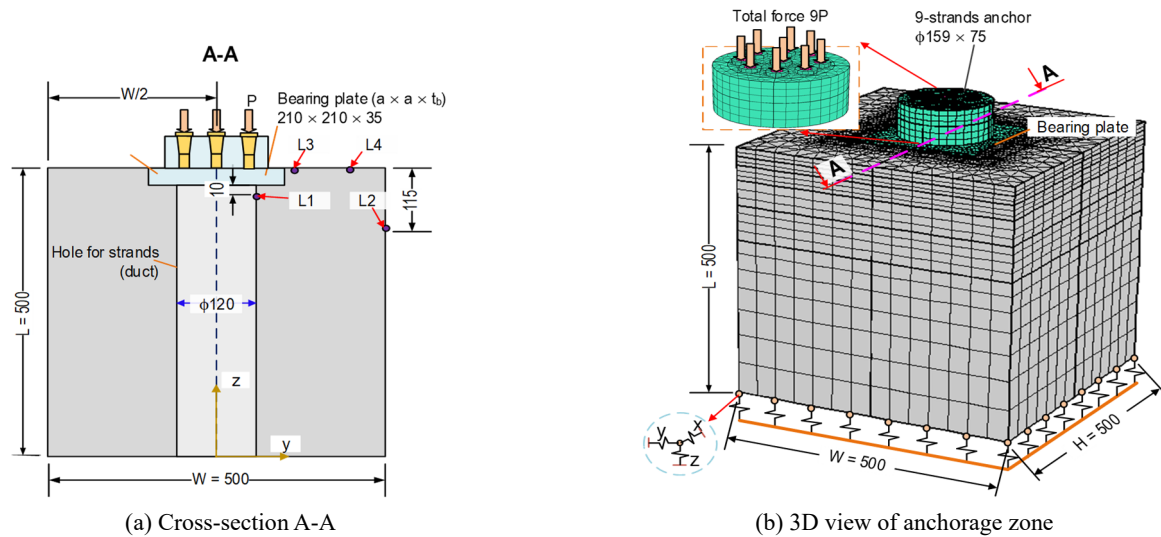 A-A
W/2
P
Bearing plate (a × a × t_b)
210 × 210 × 35
L3
L4
10
L1
L2
115
Hole for strands
(duct)
L = 500
ϕ120
z
y
W = 500
(a) Cross-section A-A
Total force 9P
9-strands anchor
ϕ159 × 75
A
Bearing plate
A
L = 500
y
x
z
W = 500
H = 500
(b) 3D view of anchorage zone